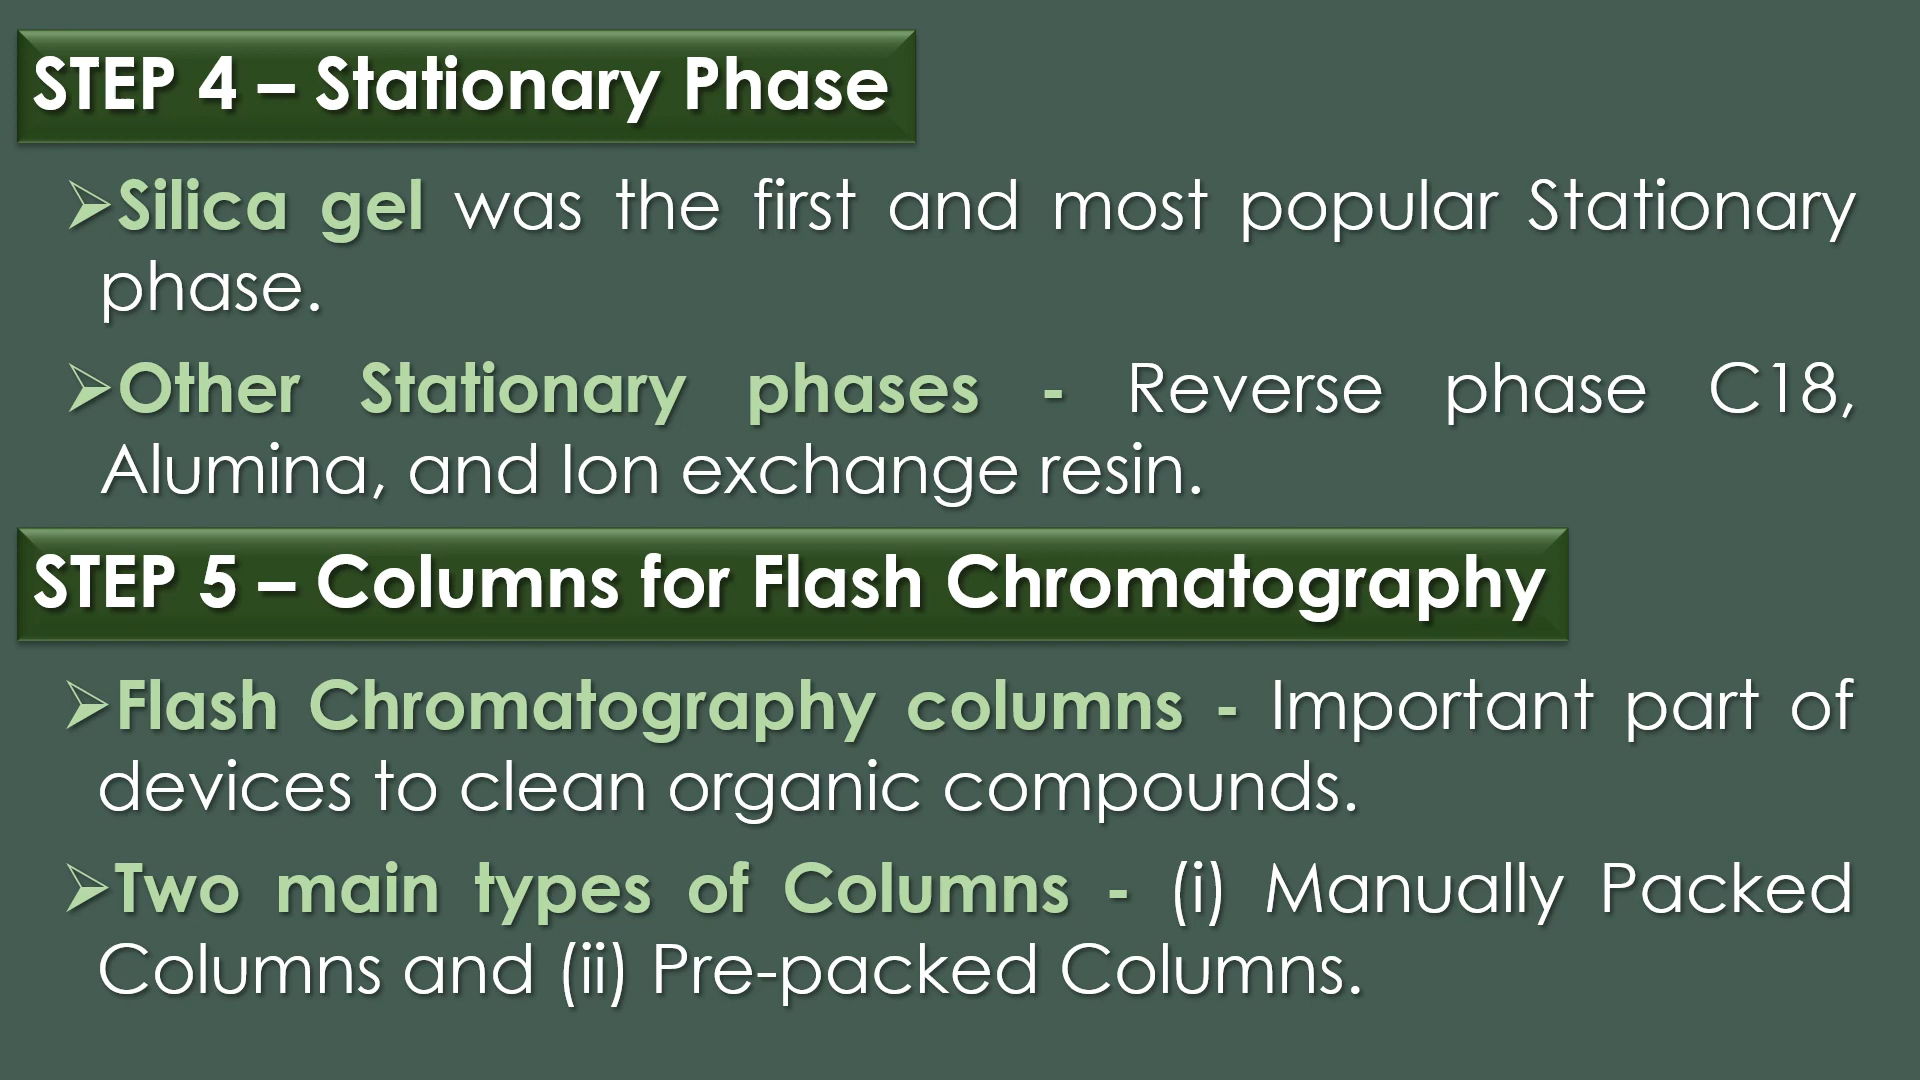 STEP 4 – Stationary Phase
➢Silica gel was the first and most popular Stationary
phase.
➢Other Stationary phases - Reverse phase C18,
Alumina, and Ion exchange resin.
STEP 5 – Columns for Flash Chromatography
➢Flash Chromatography columns - Important part of
devices to clean organic compounds.
➢Two main types of Columns - (i) Manually Packed
Columns and (ii) Pre-packed Columns.